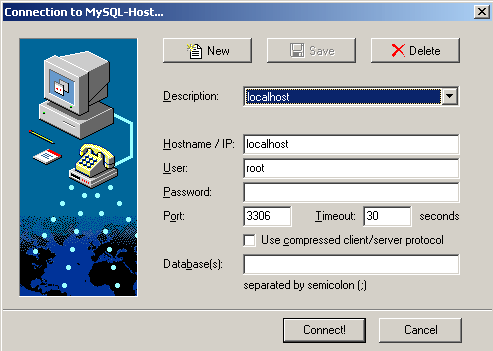 Connection to MySQL-Host...
New Save Delete
Description: localhost
Hostname / IP: localhost
User: root
Password:
Port: 3306 Timeout: 30 seconds
Use compressed client/server protocol
Database(s):
separated by semicolon (;)
Connect! Cancel